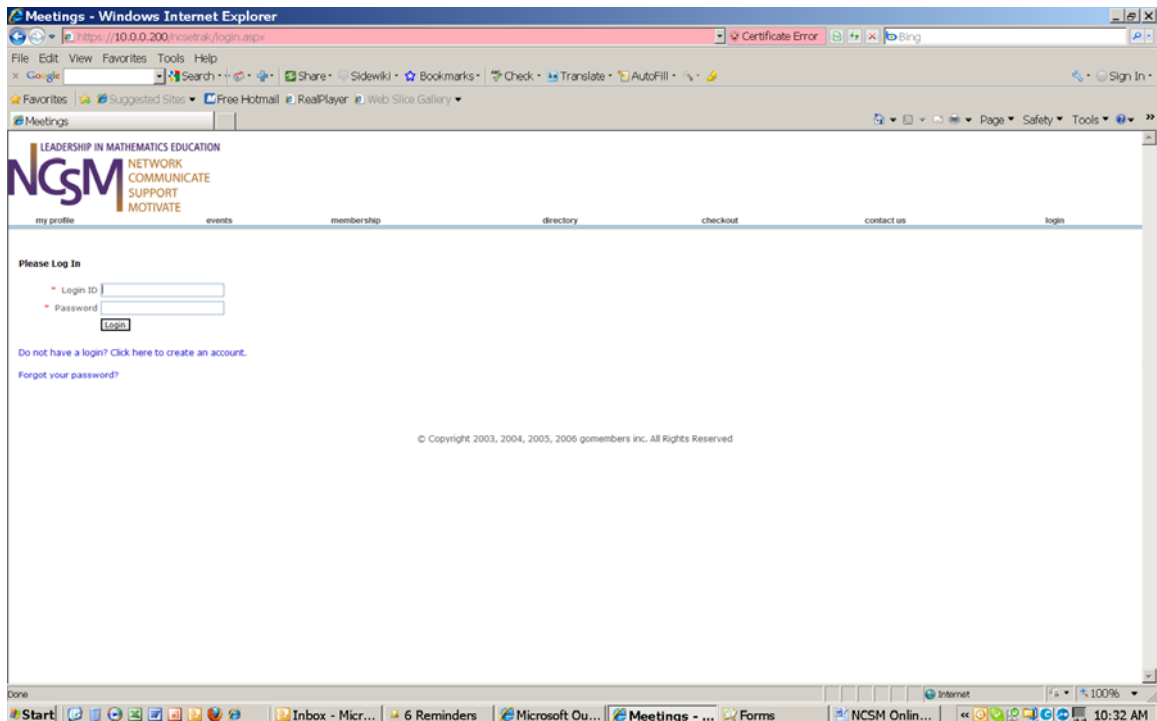 Meetings - Windows Internet Explorer
https://10.0.0.200/ncsetrak/login.aspx Certificate Error Bing
File Edit View Favorites Tools Help
Google Search Share Sidewiki Bookmarks Check Translate AutoFill Sign In
Favorites Suggested Sites Free Hotmail RealPlayer Web Slice Gallery
Meetings Page Safety Tools
LEADERSHIP IN MATHEMATICS EDUCATION
NCSM
NETWORK
COMMUNICATE
SUPPORT
MOTIVATE
my profile events membership directory checkout contact us login
Please Log In
* Login ID
* Password
Login
Do not have a login? Click here to create an account.
Forgot your password?
© Copyright 2003, 2004, 2005, 2006 gomembers inc. All Rights Reserved
Done Internet 100%
Start Inbox - Micr... 6 Reminders Microsoft Ou... Meetings - ... Forms NCSM Onlin... 10:32 AM